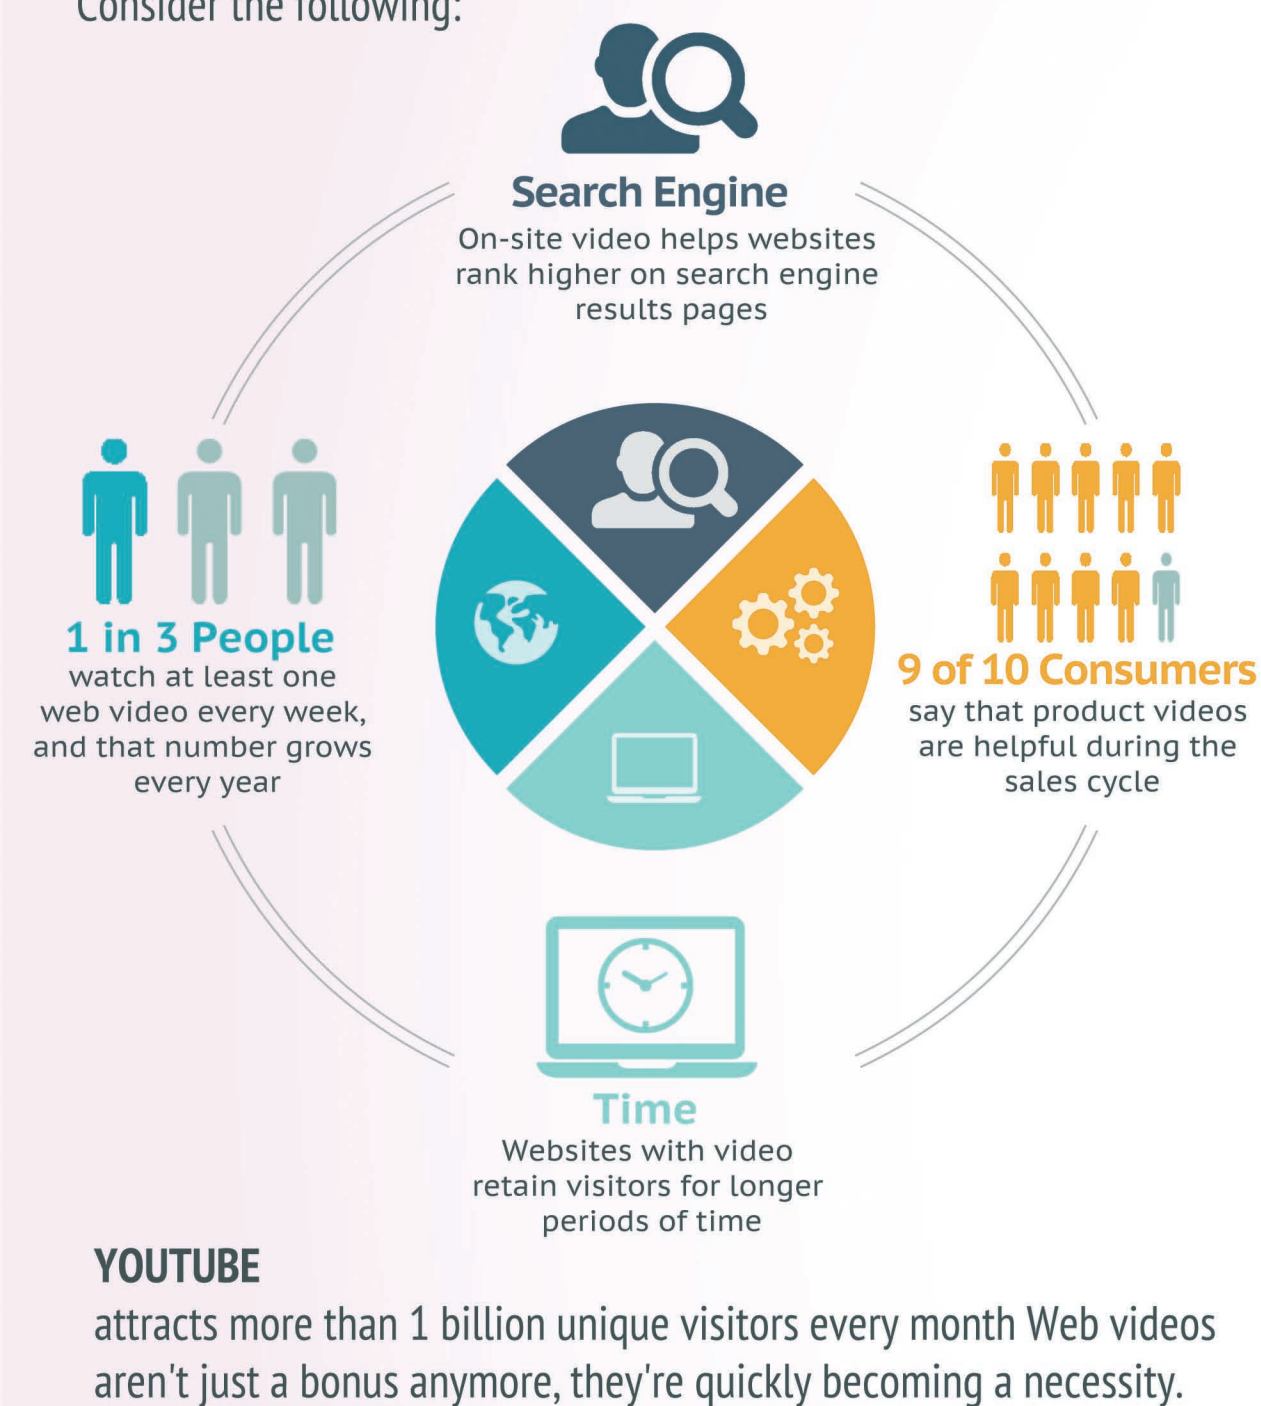 Consider the following:
Search Engine
On-site video helps websites
rank higher on search engine
results pages
1 in 3 People
watch at least one
web video every week,
and that number grows
every year
9 of 10 Consumers
say that product videos
are helpful during the
sales cycle
Time
Websites with video
retain visitors for longer
periods of time
YOUTUBE
attracts more than 1 billion unique visitors every month Web videos
aren't just a bonus anymore, they're quickly becoming a necessity.